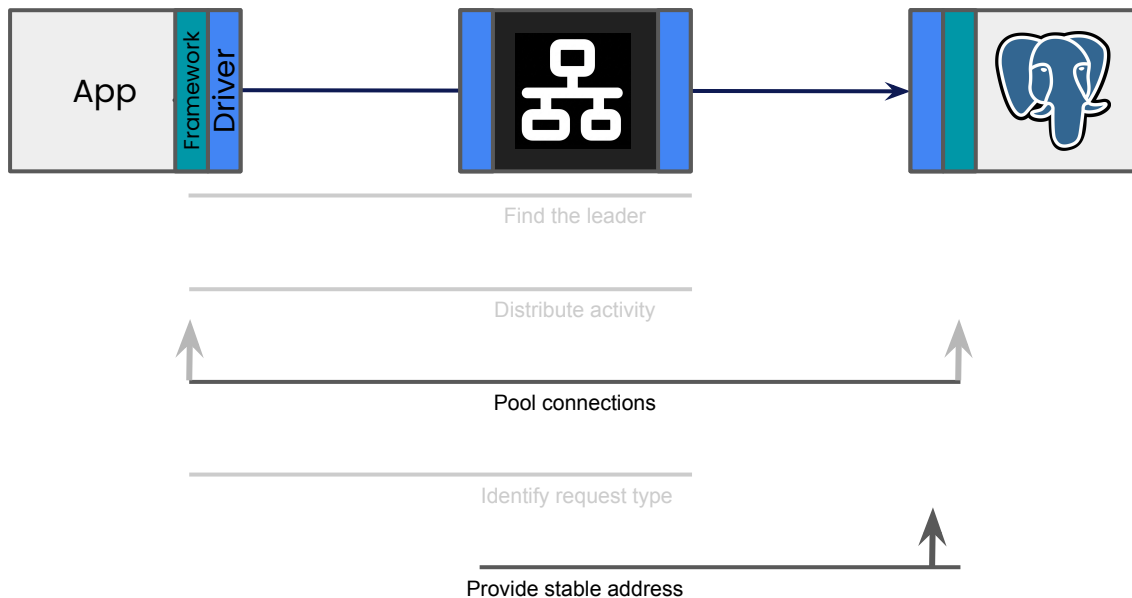 App
Framework
Driver
Find the leader
Distribute activity
Pool connections
Identify request type
Provide stable address